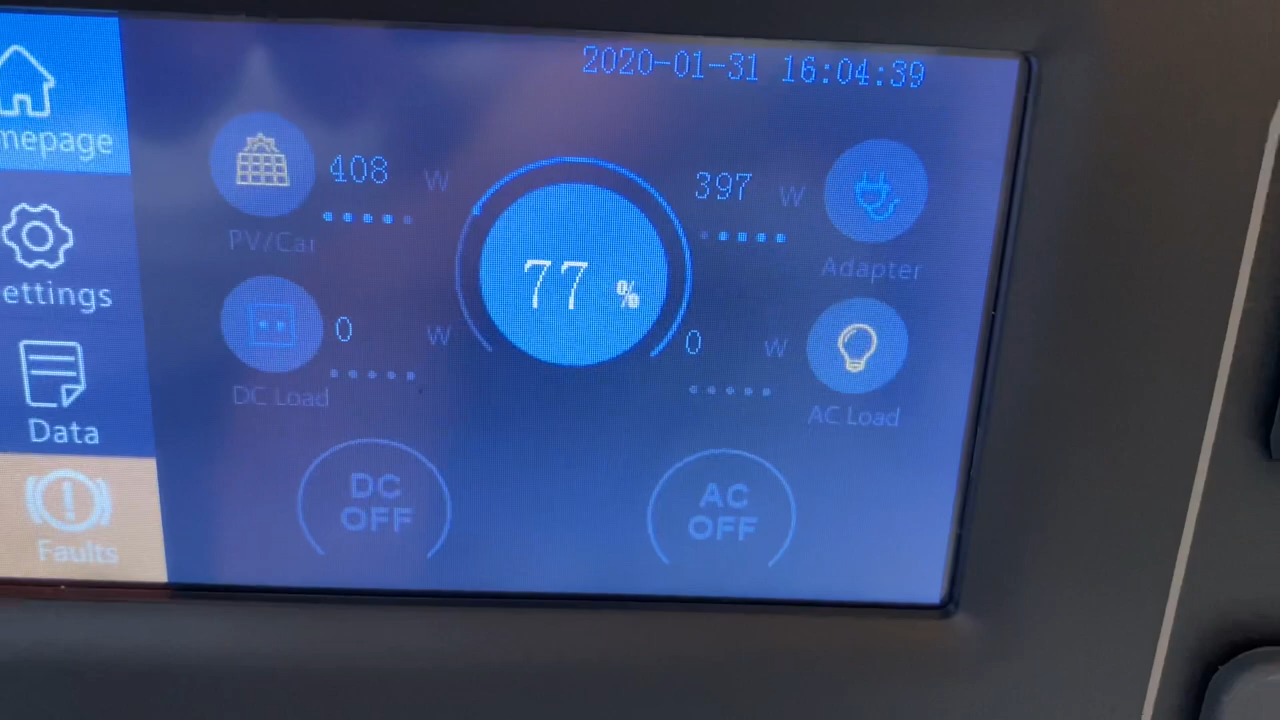 2020-01-31 16:04:39
mepage
408 W
397 W
PV/Car
Adapter
77 %
ettings
0 W
0 W
DC Load
AC Load
Data
DC
OFF
AC
OFF
Faults